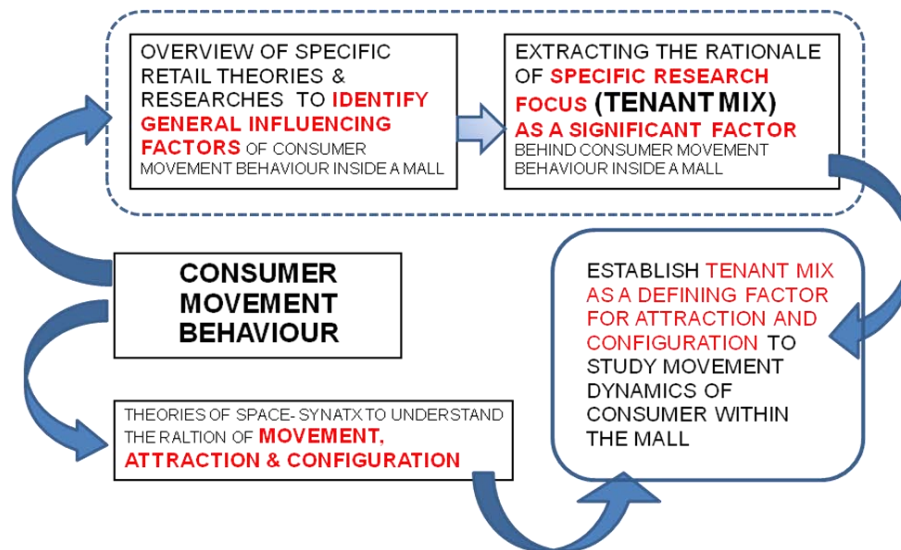 OVERVIEW OF SPECIFIC
RETAIL THEORIES &
RESEARCHES TO IDENTIFY
GENERAL INFLUENCING
FACTORS OF CONSUMER
MOVEMENT BEHAVIOUR INSIDE A MALL
EXTRACTING THE RATIONALE
OF SPECIFIC RESEARCH
FOCUS (TENANT MIX)
AS A SIGNIFICANT FACTOR
BEHIND CONSUMER MOVEMENT
BEHAVIOUR INSIDE A MALL
CONSUMER
MOVEMENT
BEHAVIOUR
ESTABLISH TENANT MIX
AS A DEFINING FACTOR
FOR ATTRACTION AND
CONFIGURATION TO
STUDY MOVEMENT
DYNAMICS OF
CONSUMER WITHIN
THE MALL
THEORIES OF SPACE- SYNATX TO UNDERSTAND
THE RALTION OF MOVEMENT,
ATTRACTION & CONFIGURATION